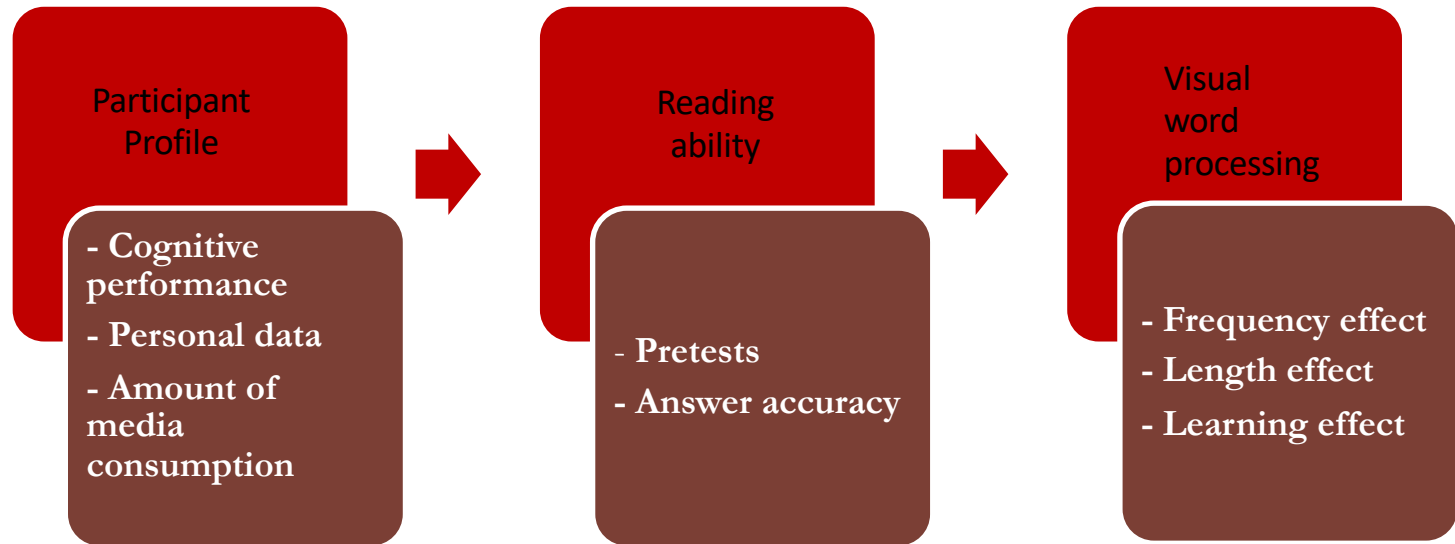 Participant
Profile
- Cognitive
performance
- Personal data
- Amount of
media
consumption
Reading
ability
- Pretests
- Answer accuracy
Visual
word
processing
- Frequency effect
- Length effect
- Learning effect